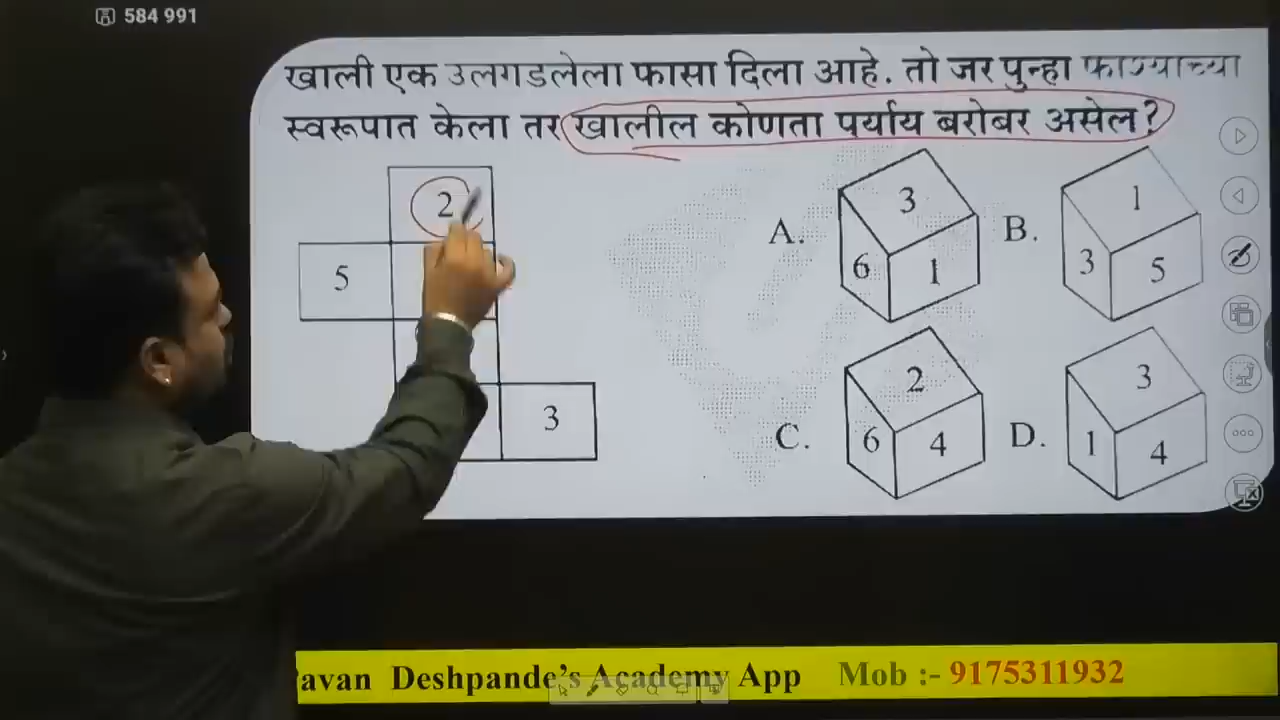 584 991
खाली एक उलगडलेला फासा दिला आहे. तो जर पुन्हा फाश्याच्या
स्वरूपात केला तर खालील कोणता पर्याय बरोबर असेल?
2
5
3
A.
3
6
1
B.
1
3
5
C.
2
6
4
D.
3
1
4
avan Deshpande's Academy App Mob :- 9175311932